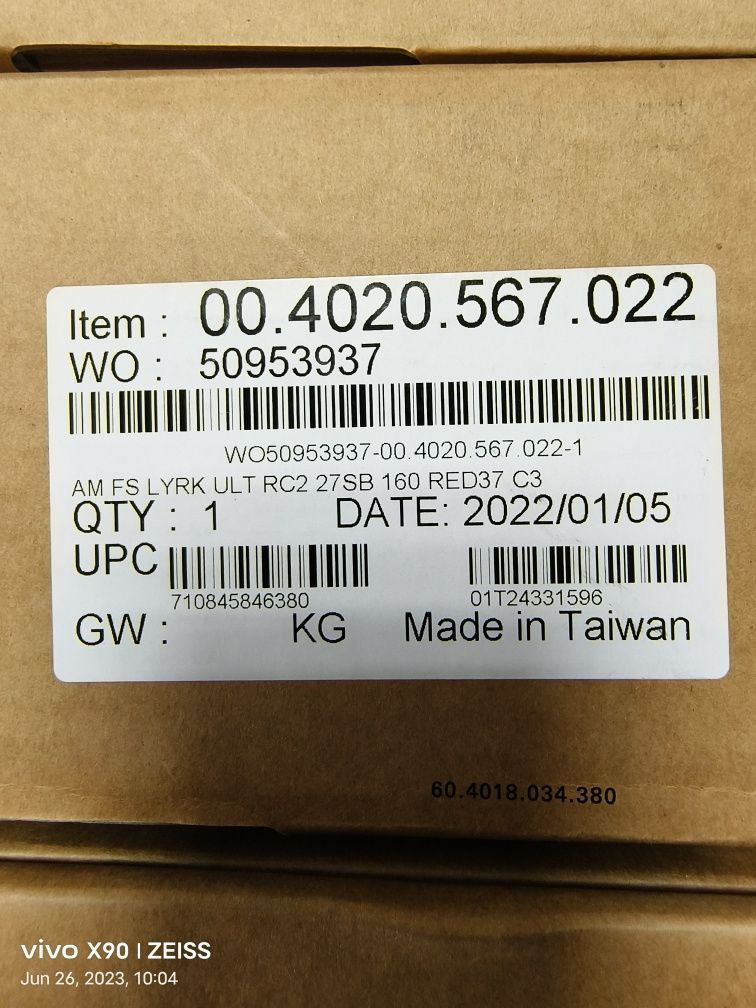 Item : 00.4020.567.022
WO : 50953937
WO50953937-00.4020.567.022-1
AM FS LYRK ULT RC2 27SB 160 RED37 C3
QTY : 1 DATE: 2022/01/05
UPC
710845846380 01T24331596
GW : KG Made in Taiwan
60.4018.034.380
vivo X90 | ZEISS
Jun 26, 2023, 10:04